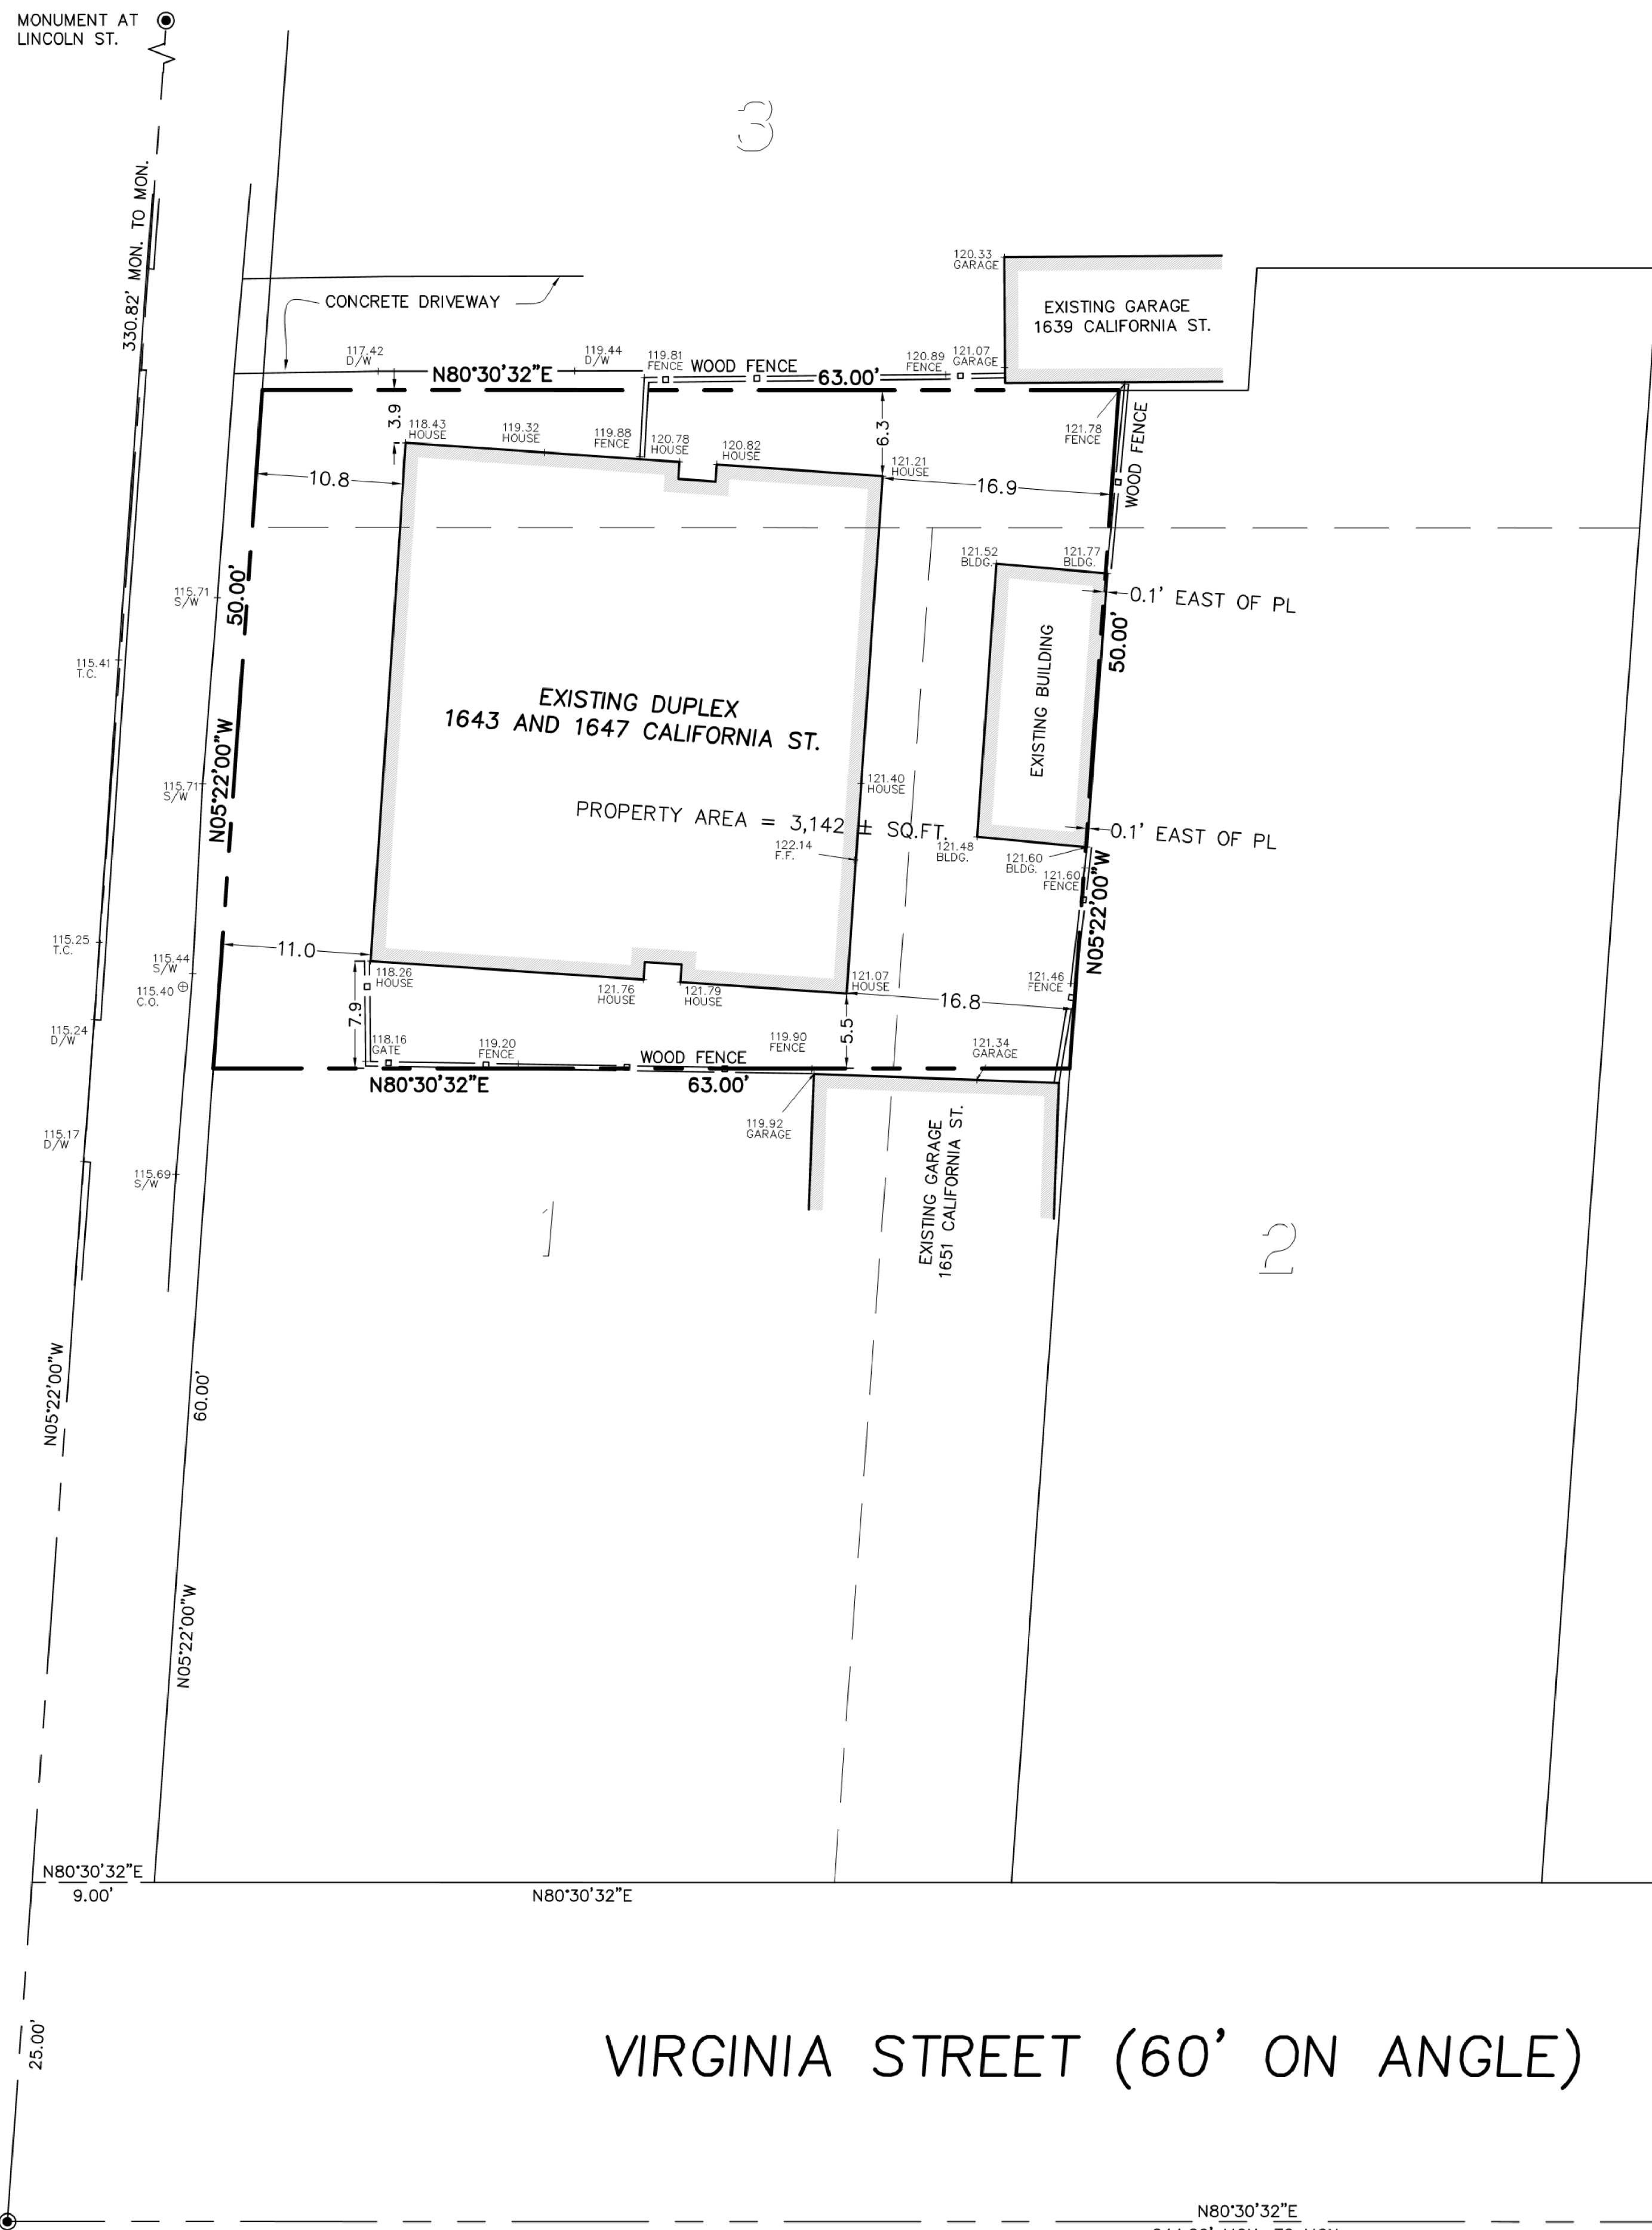 MONUMENT AT
LINCOLN ST.
330.82' MON. TO MON.
3
120.33
GARAGE
EXISTING GARAGE
1639 CALIFORNIA ST.
CONCRETE DRIVEWAY
117.42
D/W
N80°30'32"E
119.44
D/W
119.81
FENCE
WOOD FENCE
63.00'
120.89
FENCE
121.07
GARAGE
3.9
118.43
HOUSE
119.32
HOUSE
119.88
FENCE
120.78
HOUSE
120.82
HOUSE
6.3
121.21
HOUSE
121.78
FENCE
WOOD FENCE
10.8
16.9
121.52
BLDG.
121.77
BLDG.
0.1' EAST OF PL
115.71
S/W
50.00'
50.00'
115.41
T.C.
EXISTING BUILDING
EXISTING DUPLEX
1643 AND 1647 CALIFORNIA ST.
115.71
S/W
N05°22'00"W
121.40
HOUSE
PROPERTY AREA = 3,142 ± SQ.FT.
122.14
F.F.
121.48
BLDG.
0.1' EAST OF PL
121.60
BLDG.
121.60
FENCE
N05°22'00"W
115.25
T.C.
11.0
115.44
S/W
115.40
C.O.
118.26
HOUSE
121.76
HOUSE
121.79
HOUSE
121.07
HOUSE
121.46
FENCE
16.8
7.9
5.5
115.24
D/W
118.16
GATE
119.20
FENCE
WOOD FENCE
119.90
FENCE
121.34
GARAGE
N80°30'32"E
63.00'
119.92
GARAGE
115.17
D/W
115.69
S/W
EXISTING GARAGE
1651 CALIFORNIA ST.
1
2
N05°22'00"W
60.00'
N05°22'00"W
N80°30'32"E
9.00'
N80°30'32"E
25.00'
VIRGINIA STREET (60' ON ANGLE)
N80°30'32"E